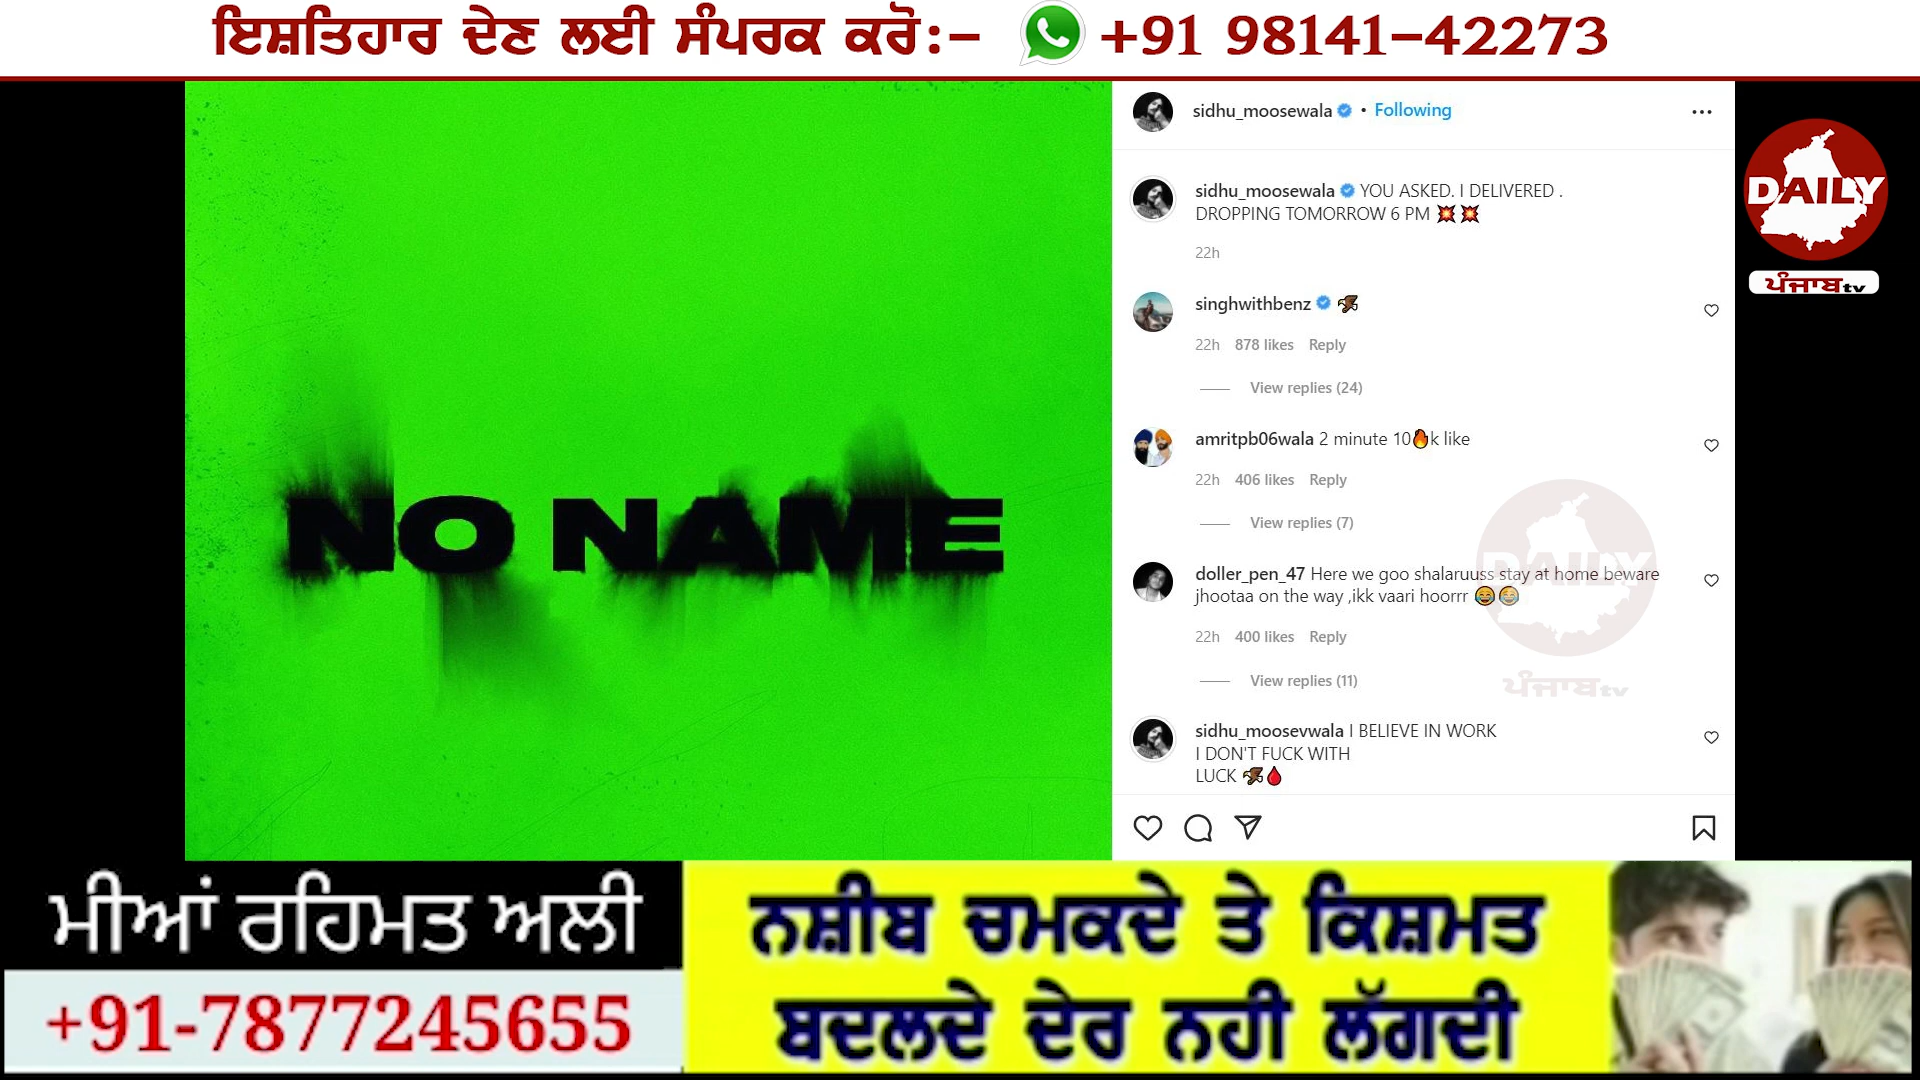 ਇਸ਼ਤਿਹਾਰ ਦੇਣ ਲਈ ਸੰਪਰਕ ਕਰੋ:– +91 98141–42273
NO NAME
sidhu_moosewala • Following
sidhu_moosewala YOU ASKED. I DELIVERED .
DROPPING TOMORROW 6 PM 💥💥
22h
singhwithbenz 🦅
22h 878 likes Reply
View replies (24)
amritpb06wala 2 minute 10🔥k like
22h 406 likes Reply
View replies (7)
doller_pen_47 Here we goo shalaruuss stay at home beware
jhootaa on the way ,ikk vaari hoorrr 😂😂
22h 400 likes Reply
View replies (11)
sidhu_moosevwala I BELIEVE IN WORK
I DON'T FUCK WITH
LUCK 🦅🩸
DAILY
ਪੰਜਾਬtv
DAILY
ਪੰਜਾਬtv
ਮੀਆਂ ਰਹਿਮਤ ਅਲੀ
+91-7877245655
ਨਸ਼ੀਬ ਚਮਕਦੇ ਤੇ ਕਿਸ਼ਮਤ
ਬਦਲਦੇ ਦੇਰ ਨਹੀ ਲੱਗਦੀ